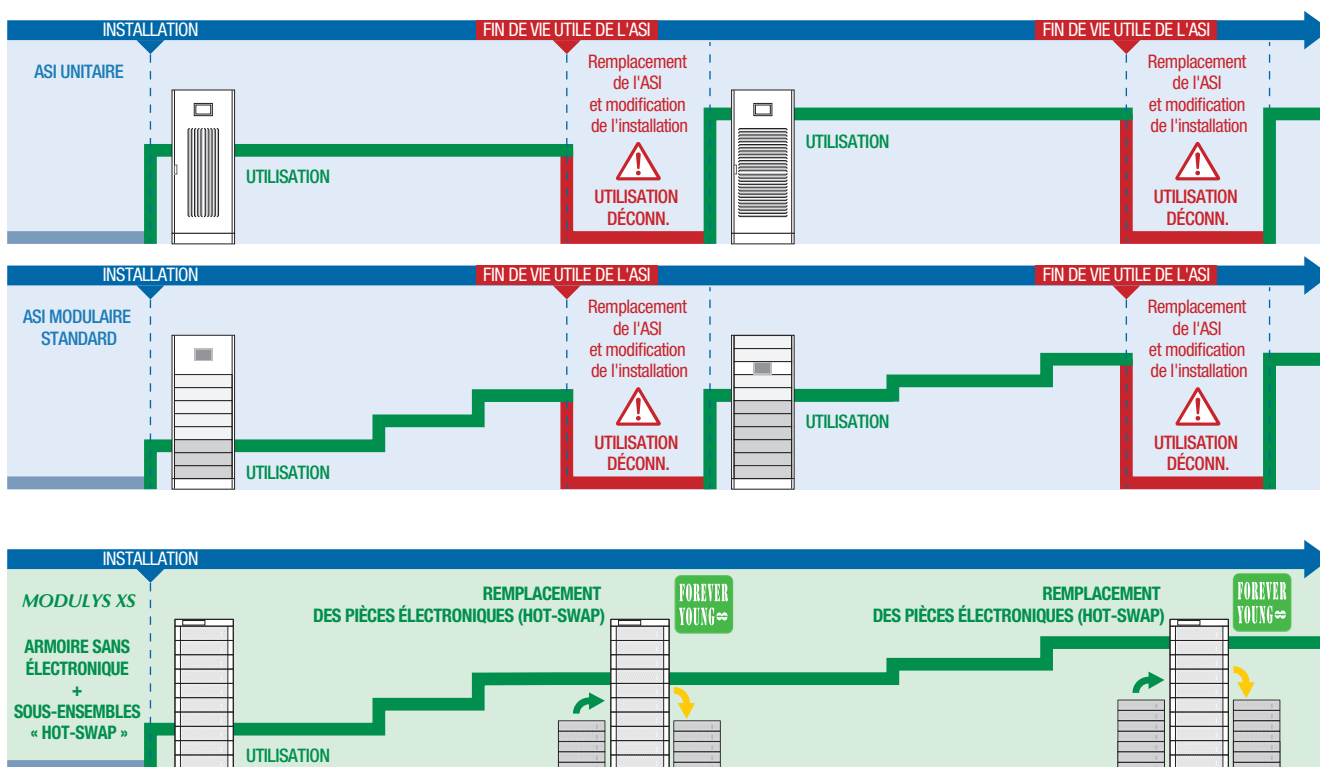 INSTALLATION
FIN DE VIE UTILE DE L'ASI
FIN DE VIE UTILE DE L'ASI
ASI UNITAIRE
UTILISATION
Remplacement
de l'ASI
et modification
de l'installation
UTILISATION
DÉCONN.
UTILISATION
Remplacement
de l'ASI
et modification
de l'installation
UTILISATION
DÉCONN.
INSTALLATION
FIN DE VIE UTILE DE L'ASI
FIN DE VIE UTILE DE L'ASI
ASI MODULAIRE
STANDARD
UTILISATION
Remplacement
de l'ASI
et modification
de l'installation
UTILISATION
DÉCONN.
UTILISATION
Remplacement
de l'ASI
et modification
de l'installation
UTILISATION
DÉCONN.
INSTALLATION
MODULYS XS
ARMOIRE SANS
ÉLECTRONIQUE
+
SOUS-ENSEMBLES
« HOT-SWAP »
UTILISATION
REMPLACEMENT
DES PIÈCES ÉLECTRONIQUES (HOT-SWAP)
FOREVER
YOUNG
REMPLACEMENT
DES PIÈCES ÉLECTRONIQUES (HOT-SWAP)
FOREVER
YOUNG